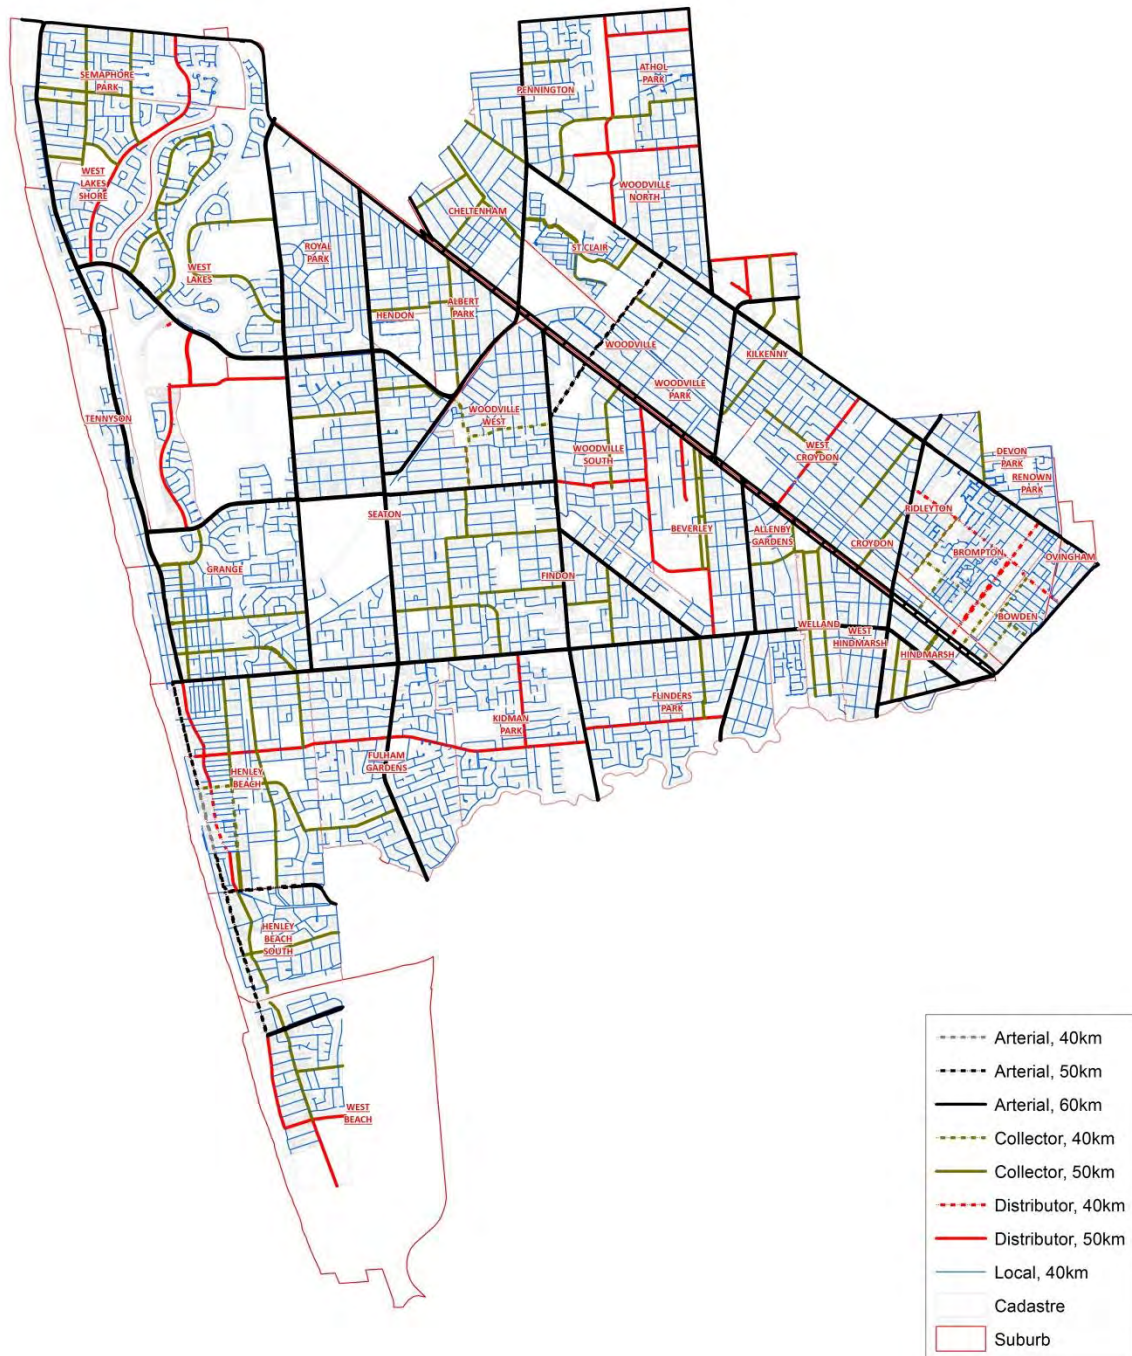 SEMAPHORE
PARK
PENNINGTON
ATHOL
PARK
WEST
LAKES
SHORE
WOODVILLE
NORTH
CHELTENHAM
ROYAL
PARK
ST CLAIR
WEST
LAKES
HENDON
ALBERT
PARK
WOODVILLE
KILKENNY
WOODVILLE
PARK
TENNYSON
WOODVILLE
WEST
WOODVILLE
SOUTH
WEST
CROYDON
DEVON
PARK
RENOWN
PARK
SEATON
RIDLEYTON
BEVERLEY
ALLENBY
GARDENS
CROYDON
BROMPTON
OVINGHAM
GRANGE
FINDON
BOWDEN
WELLAND
WEST
HINDMARSH
HINDMARSH
FLINDERS
PARK
KIDMAN
PARK
FULHAM
GARDENS
HENLEY
BEACH
HENLEY
BEACH
SOUTH
WEST
BEACH
Arterial, 40km
Arterial, 50km
Arterial, 60km
Collector, 40km
Collector, 50km
Distributor, 40km
Distributor, 50km
Local, 40km
Cadastre
Suburb